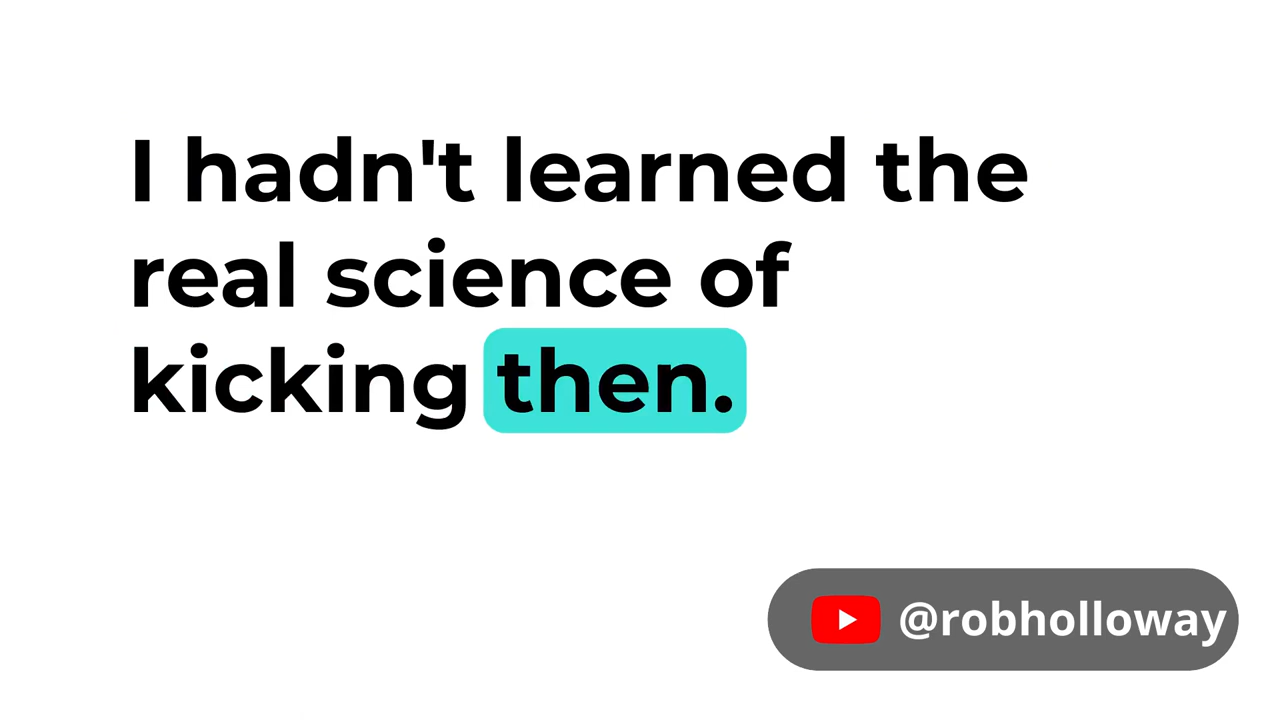 I hadn't learned the
real science of
kicking then.
@robholloway